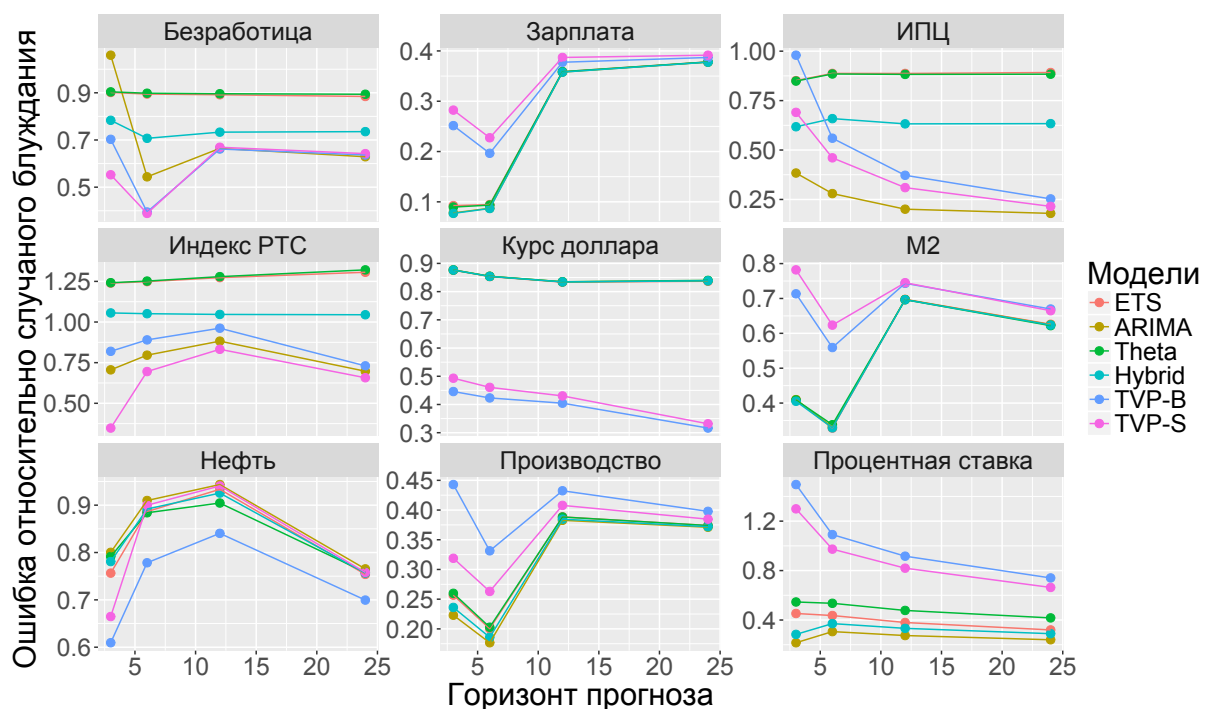 Ошибка относительно случаного блуждания
Безработица
0.9
0.7
0.5
Зарплата
0.4
0.3
0.2
0.1
ИПЦ
1.00
0.75
0.50
0.25
Индекс РТС
1.25
1.00
0.75
0.50
Курс доллара
0.9
0.8
0.7
0.6
0.5
0.4
0.3
М2
0.8
0.7
0.6
0.5
0.4
Нефть
0.9
0.8
0.7
0.6
Производство
0.45
0.40
0.35
0.30
0.25
0.20
Процентная ставка
1.2
0.8
0.4
5 10 15 20 25
5 10 15 20 25
5 10 15 20 25
Горизонт прогноза
Модели
ETS
ARIMA
Theta
Hybrid
TVP-B
TVP-S